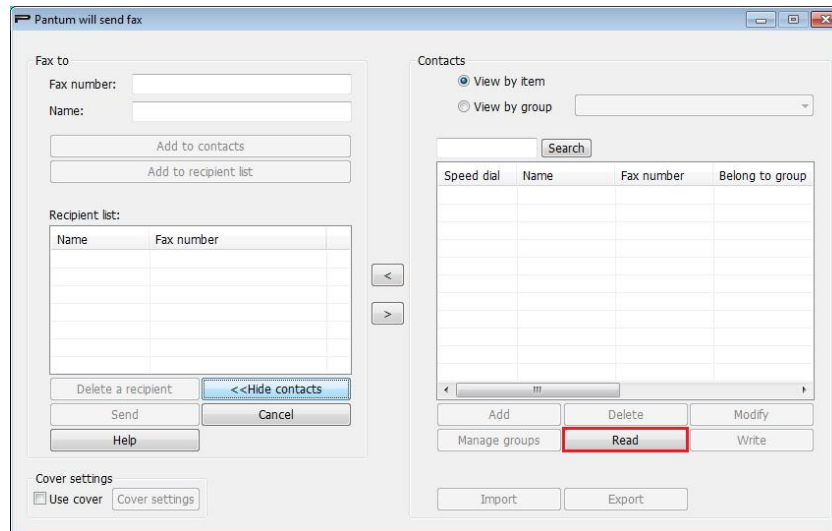 Pantum will send fax
Fax to
Fax number:
Name:
Add to contacts
Add to recipient list
Recipient list:
Name Fax number
Delete a recipient <<Hide contacts
Send Cancel
Help
Cover settings
Use cover Cover settings
<
>
Contacts
View by item
View by group
Search
Speed dial Name Fax number Belong to group
Add Delete Modify
Manage groups Read Write
Import Export